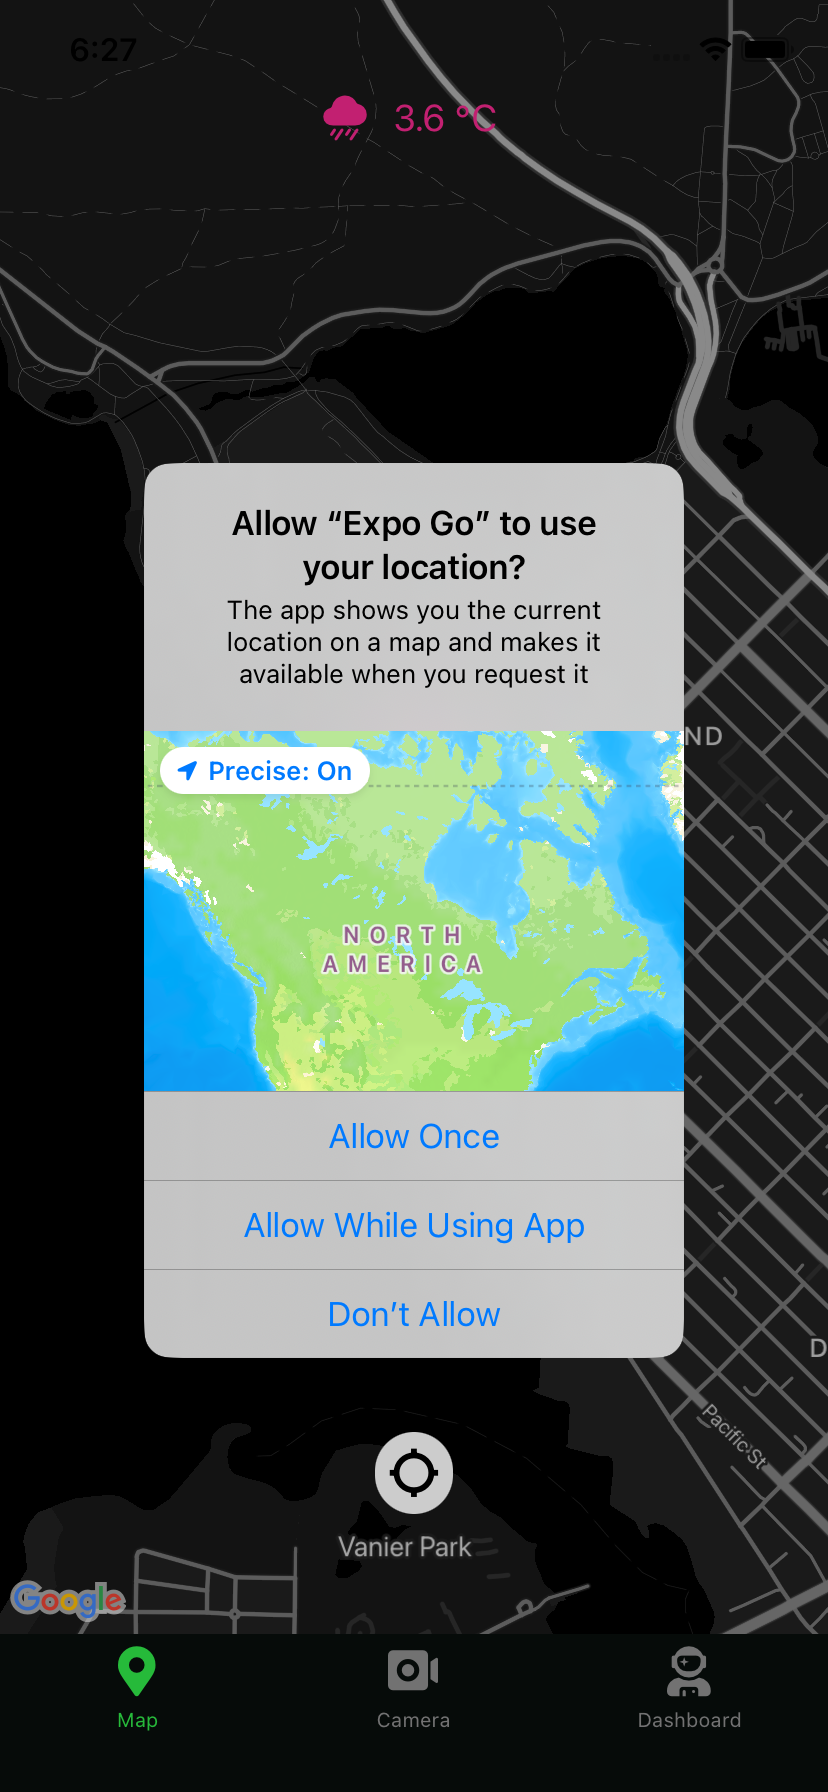 6:27
3.6 °C
Allow “Expo Go” to use
your location?
The app shows you the current
location on a map and makes it
available when you request it
ND
Precise: On
NORTH
AMERICA
Allow Once
Allow While Using App
Don’t Allow
D
Pacific St
Vanier Park
Google
Map
Camera
Dashboard